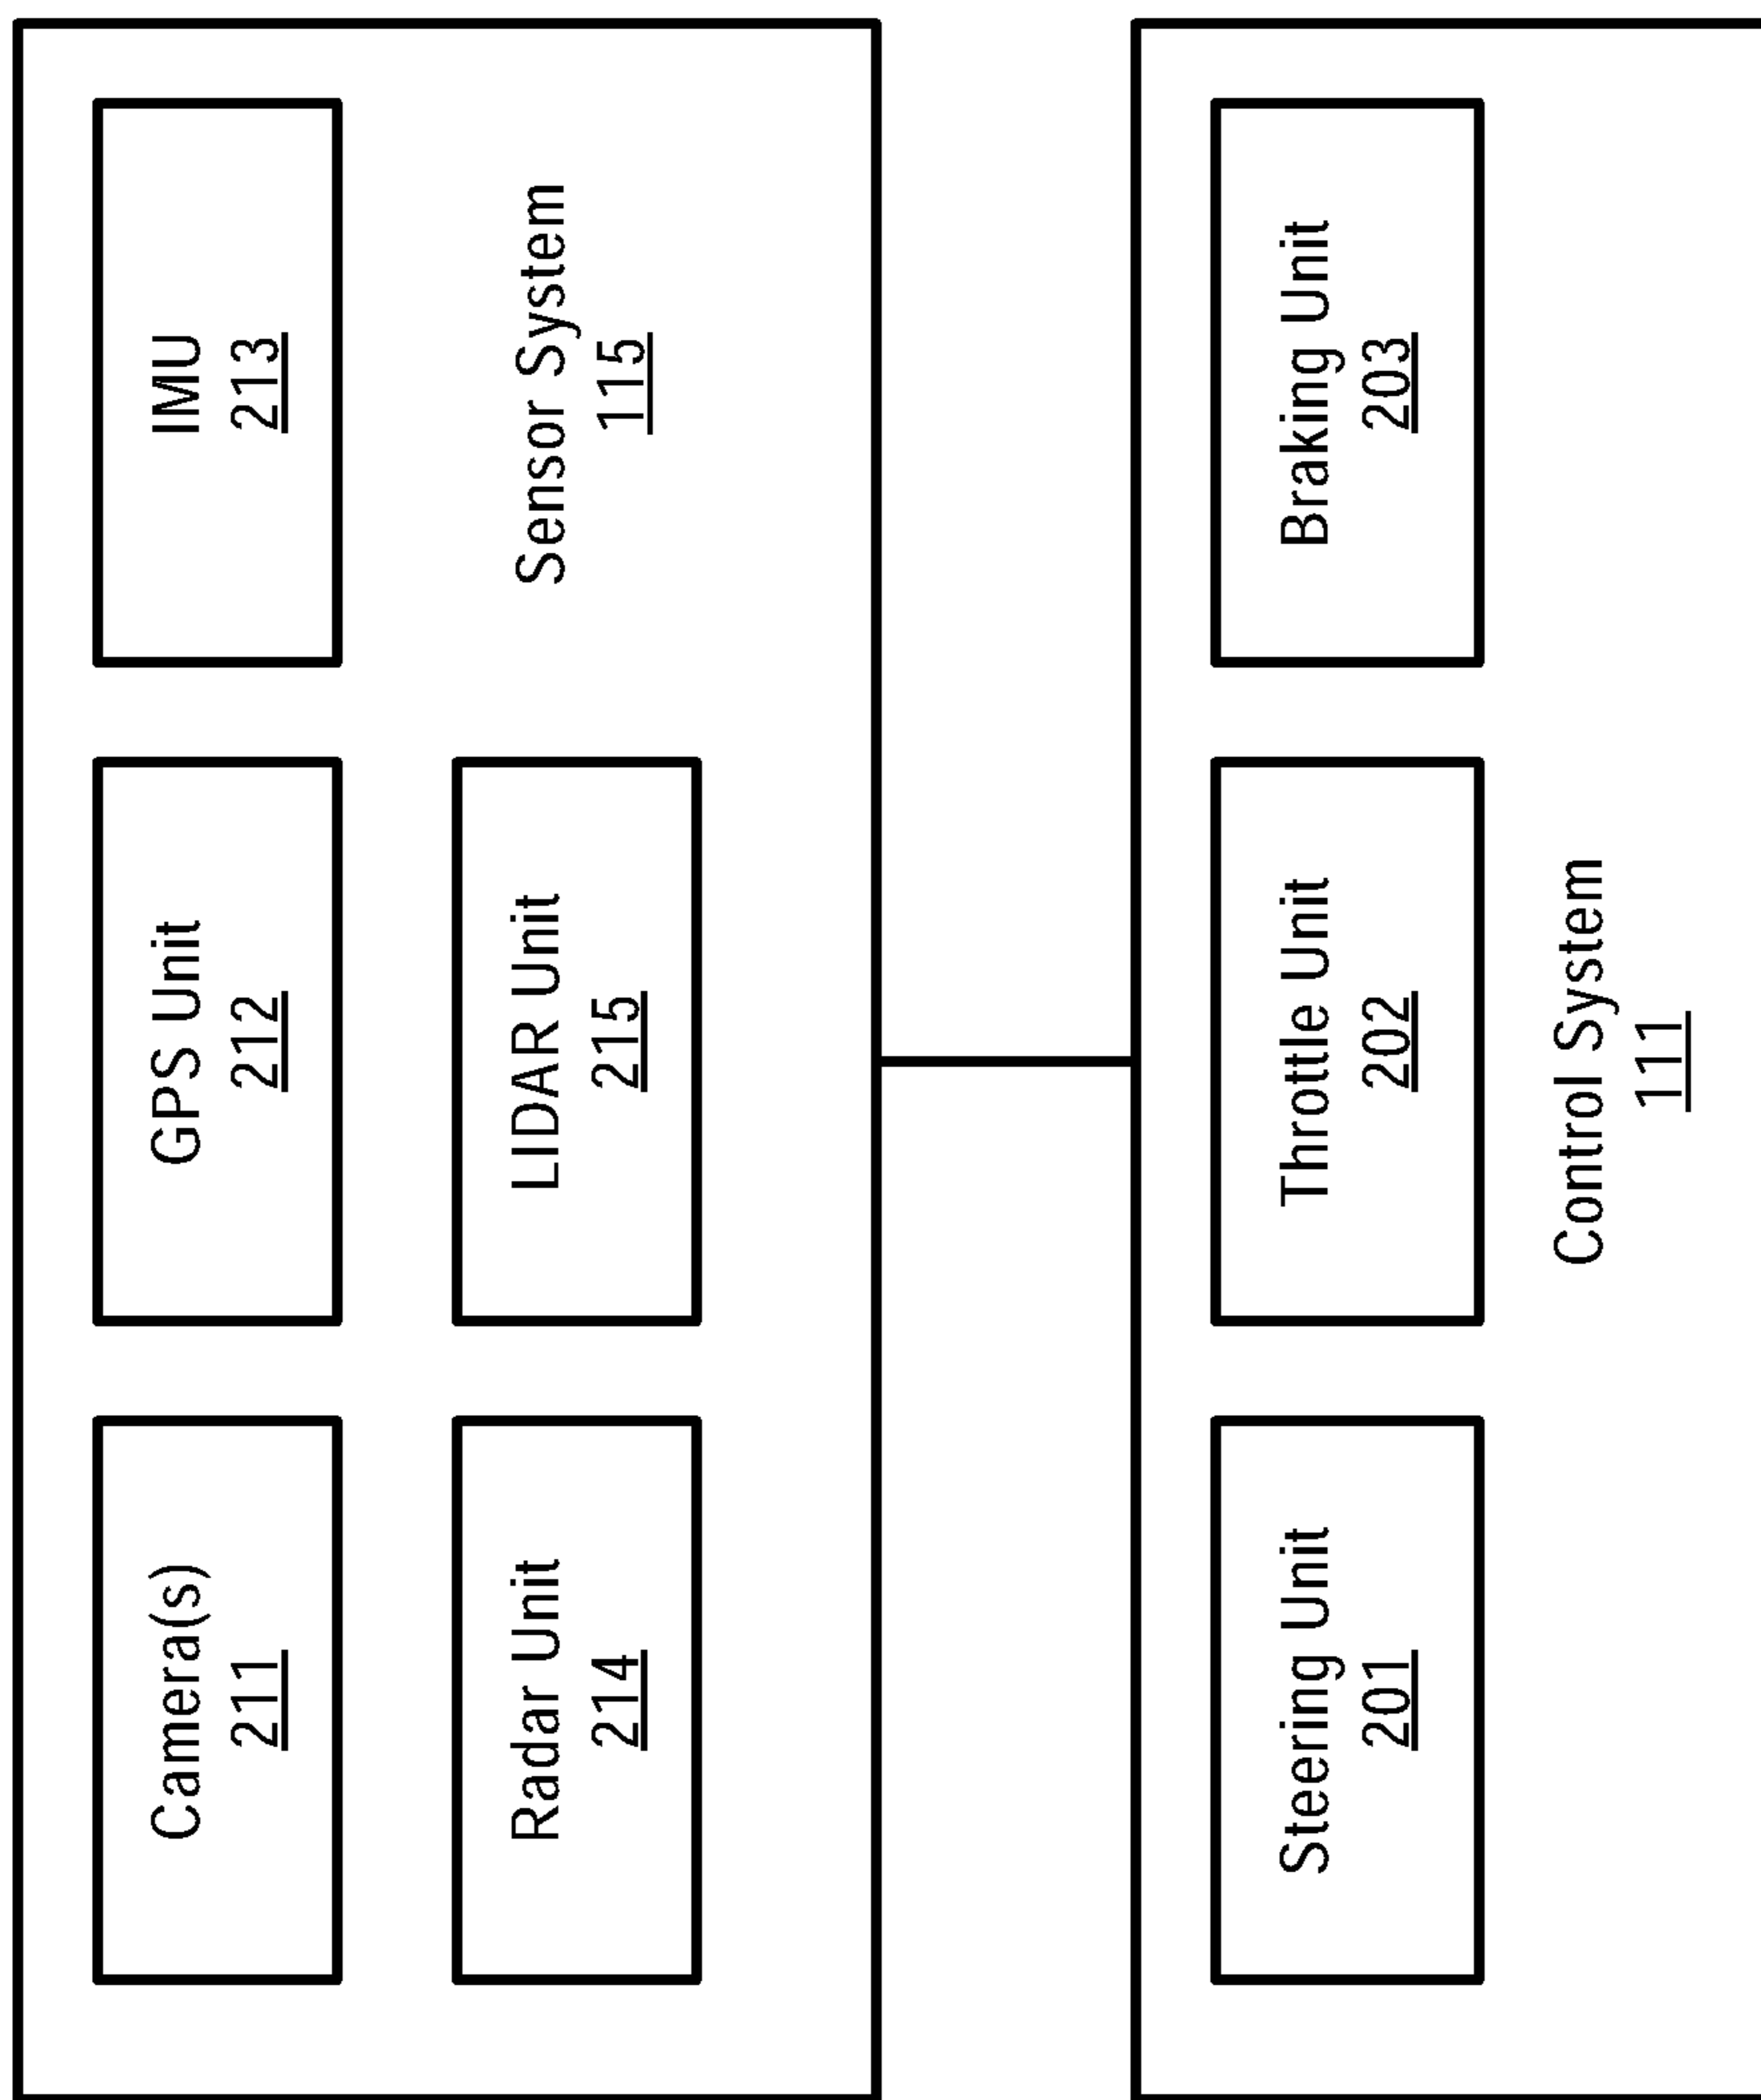 Camera(s)
211
GPS Unit
212
IMU
213
Radar Unit
214
LIDAR Unit
215
Sensor System
115
Steering Unit
201
Throttle Unit
202
Braking Unit
203
Control System
111